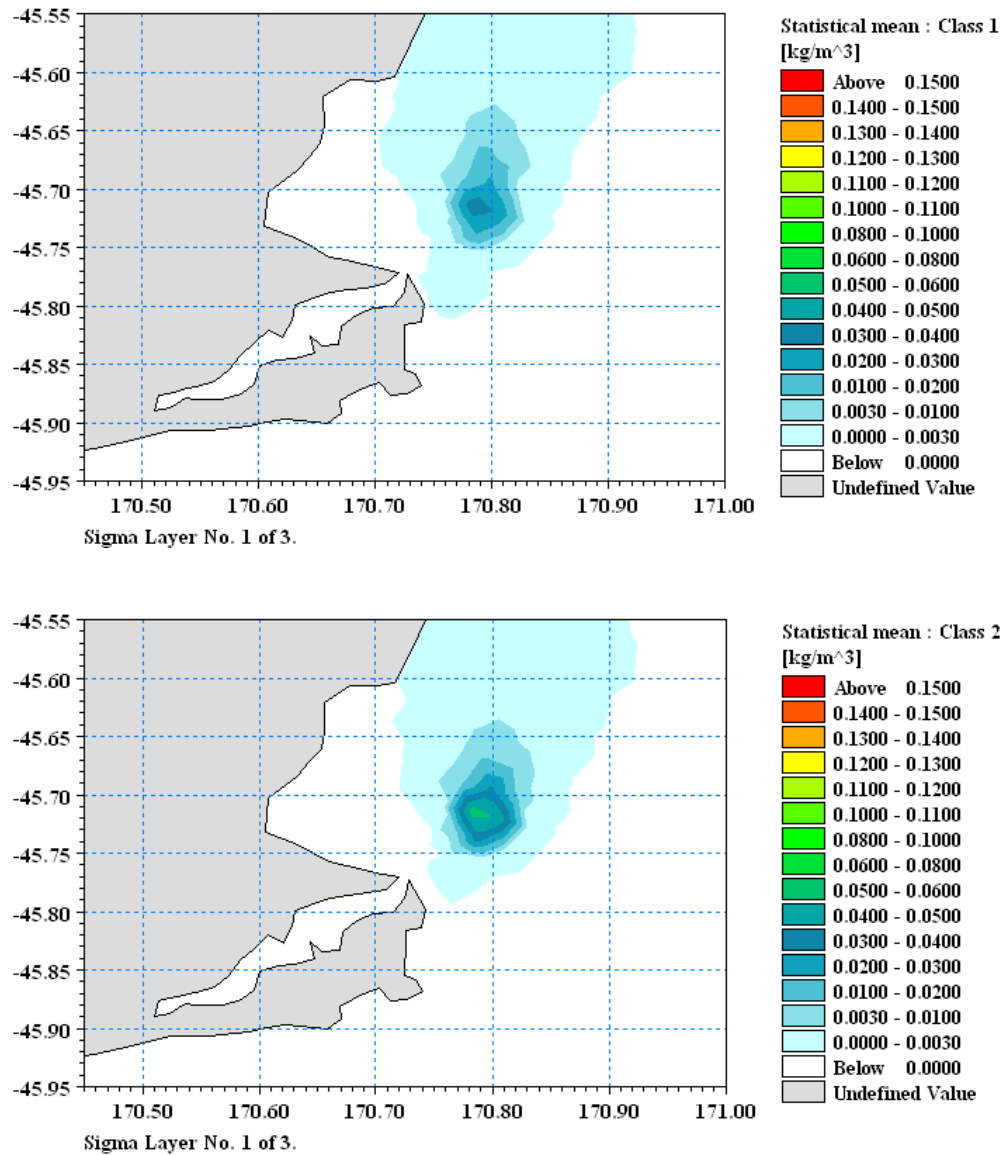 -45.55
-45.60
-45.65
-45.70
-45.75
-45.80
-45.85
-45.90
-45.95
170.50 170.60 170.70 170.80 170.90 171.00
Sigma Layer No. 1 of 3.
Statistical mean : Class 1
[kg/m^3]
Above 0.1500
0.1400 - 0.1500
0.1300 - 0.1400
0.1200 - 0.1300
0.1100 - 0.1200
0.1000 - 0.1100
0.0800 - 0.1000
0.0600 - 0.0800
0.0500 - 0.0600
0.0400 - 0.0500
0.0300 - 0.0400
0.0200 - 0.0300
0.0100 - 0.0200
0.0030 - 0.0100
0.0000 - 0.0030
Below 0.0000
Undefined Value
-45.55
-45.60
-45.65
-45.70
-45.75
-45.80
-45.85
-45.90
-45.95
170.50 170.60 170.70 170.80 170.90 171.00
Sigma Layer No. 1 of 3.
Statistical mean : Class 2
[kg/m^3]
Above 0.1500
0.1400 - 0.1500
0.1300 - 0.1400
0.1200 - 0.1300
0.1100 - 0.1200
0.1000 - 0.1100
0.0800 - 0.1000
0.0600 - 0.0800
0.0500 - 0.0600
0.0400 - 0.0500
0.0300 - 0.0400
0.0200 - 0.0300
0.0100 - 0.0200
0.0030 - 0.0100
0.0000 - 0.0030
Below 0.0000
Undefined Value